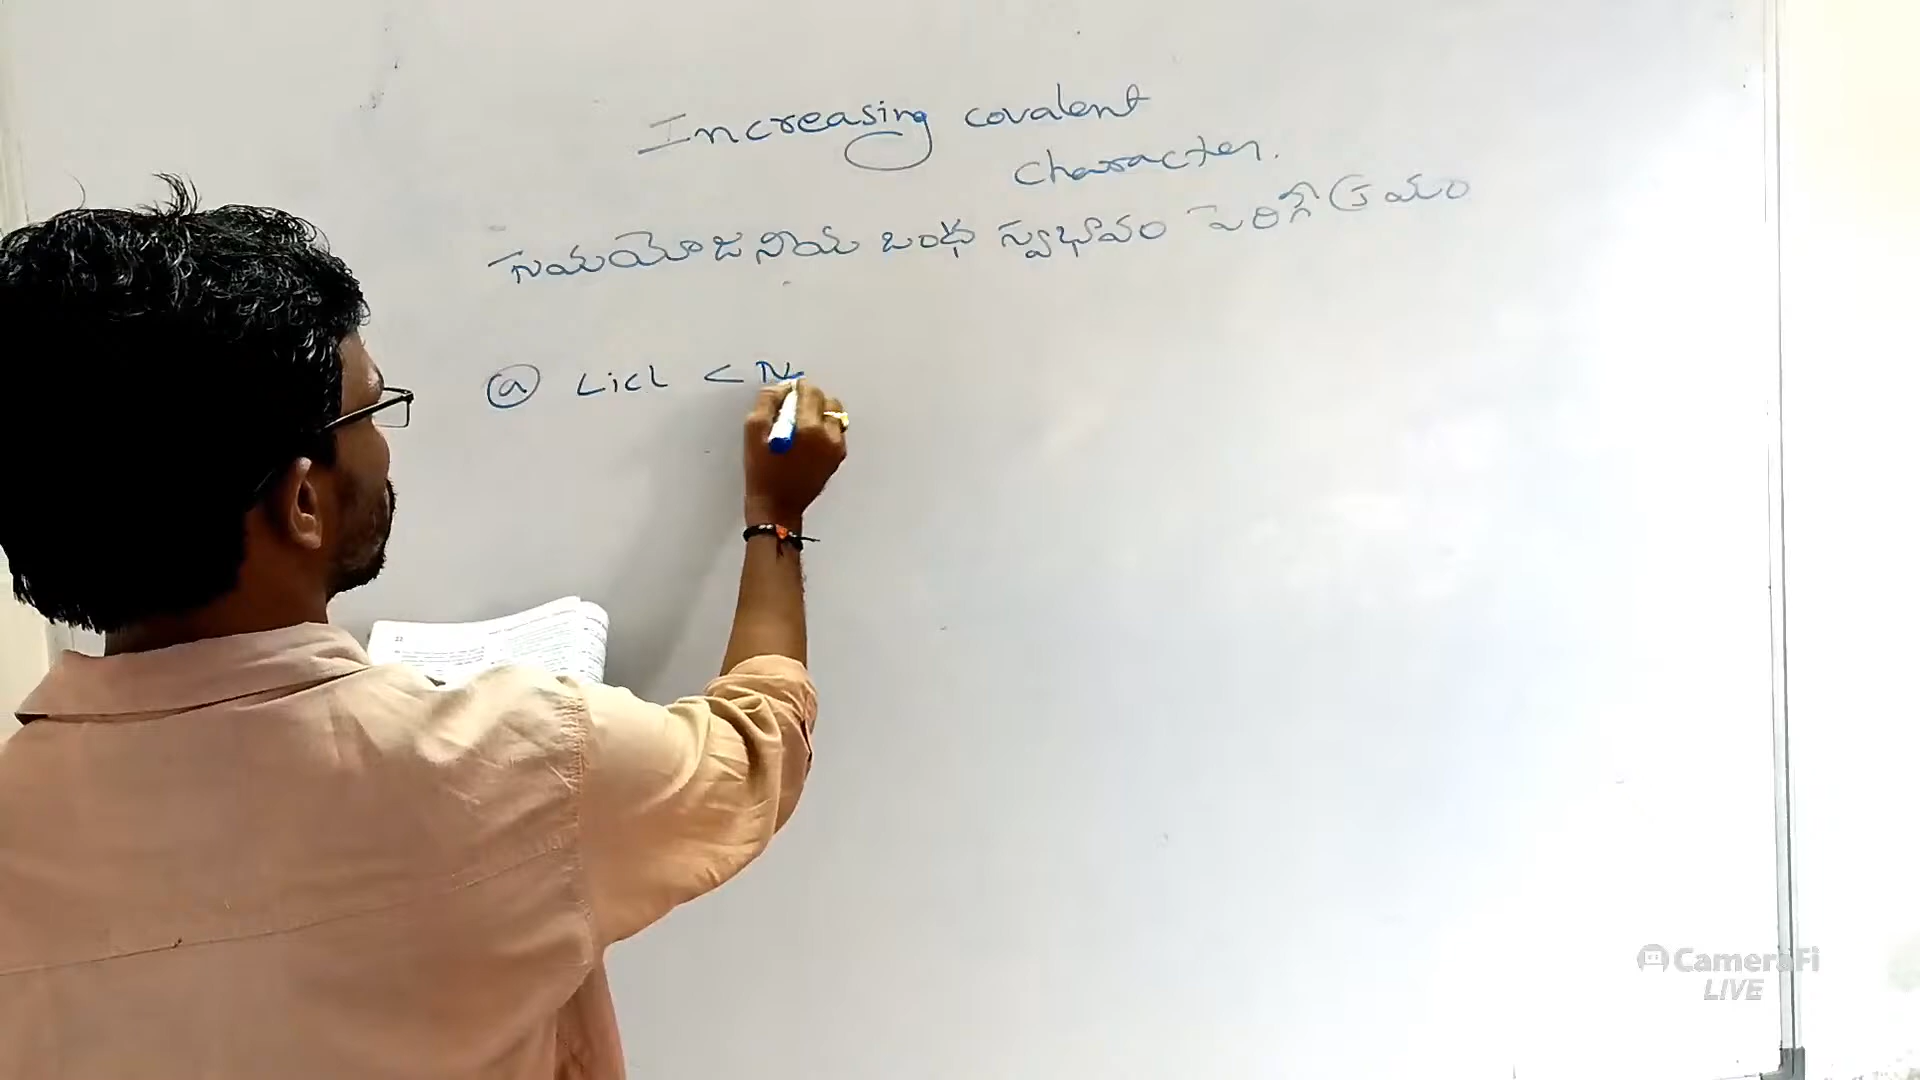 Increasing covalent
character.
సమయోజనీయ బంధ స్వభావం పెరిగే క్రమం
ⓐ LiCl < N
CameraFi
LIVE